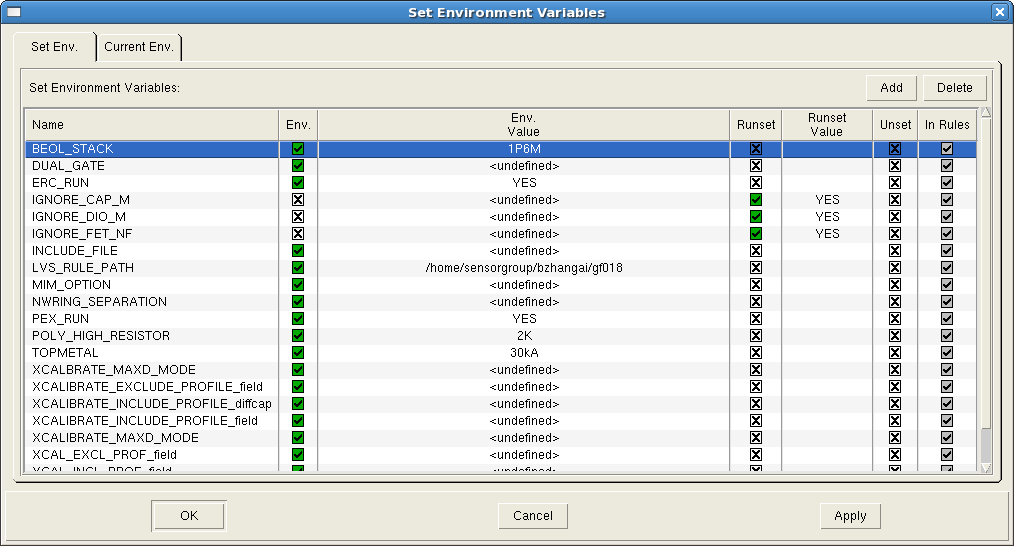 Set Environment Variables
Set Env. Current Env.
Set Environment Variables: Add Delete
Name Env. Env. Value Runset Runset Value Unset In Rules
BEOL_STACK 1P6M
DUAL_GATE <undefined>
ERC_RUN YES
IGNORE_CAP_M <undefined> YES
IGNORE_DIO_M <undefined> YES
IGNORE_FET_NF <undefined> YES
INCLUDE_FILE <undefined>
LVS_RULE_PATH /home/sensorgroup/bzhangai/gf018
MIM_OPTION <undefined>
NWRING_SEPARATION <undefined>
PEX_RUN YES
POLY_HIGH_RESISTOR 2K
TOPMETAL 30kA
XCALBRATE_MAXD_MODE <undefined>
XCALIBRATE_EXCLUDE_PROFILE_field <undefined>
XCALIBRATE_INCLUDE_PROFILE_diffcap <undefined>
XCALIBRATE_INCLUDE_PROFILE_field <undefined>
XCALIBRATE_MAXD_MODE <undefined>
XCAL_EXCL_PROF_field <undefined>
XCAL_INCL_PROF_field <undefined>
OK Cancel Apply